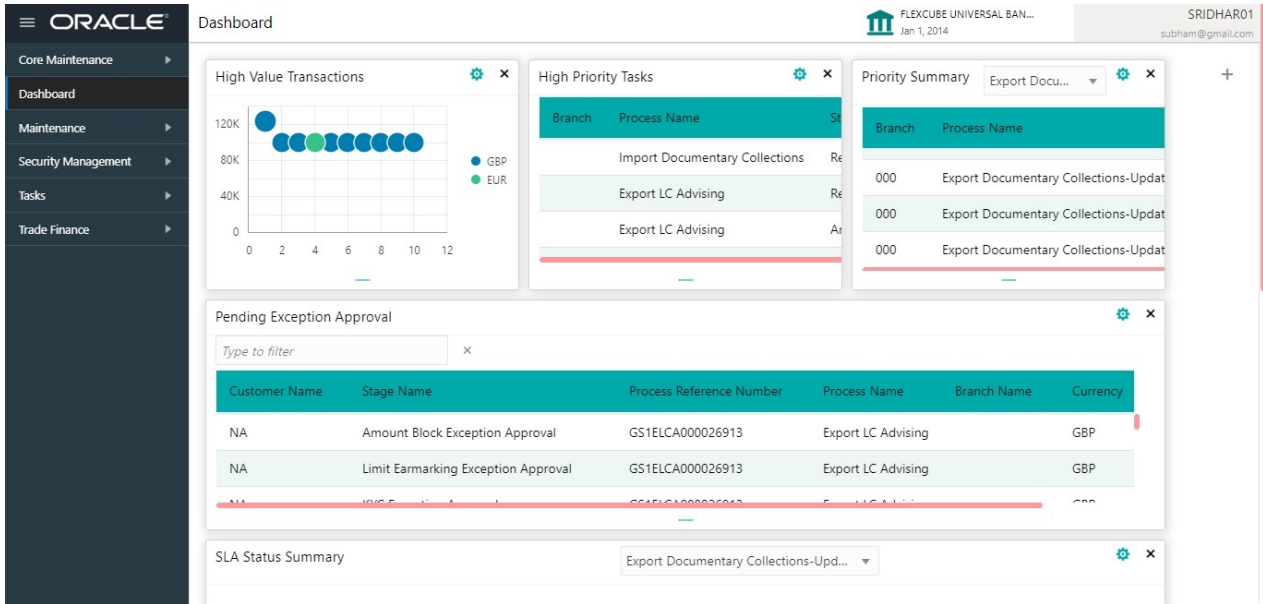 ORACLE®
Dashboard
FLEXCUBE UNIVERSAL BAN...
Jan 1, 2014
SRIDHAR01
subham@gmail.com
Core Maintenance
Dashboard
Maintenance
Security Management
Tasks
Trade Finance
High Value Transactions
120K
80K
40K
0
0 2 4 6 8 10 12
GBP
EUR
High Priority Tasks
Branch Process Name St
Import Documentary Collections Re
Export LC Advising Re
Export LC Advising Ar
Priority Summary Export Docu...
Branch Process Name
000 Export Documentary Collections-Updat
000 Export Documentary Collections-Updat
000 Export Documentary Collections-Updat
Pending Exception Approval
Type to filter
Customer Name Stage Name Process Reference Number Process Name Branch Name Currency
NA Amount Block Exception Approval GS1ELCA000026913 Export LC Advising GBP
NA Limit Earmarking Exception Approval GS1ELCA000026913 Export LC Advising GBP
SLA Status Summary Export Documentary Collections-Upd...